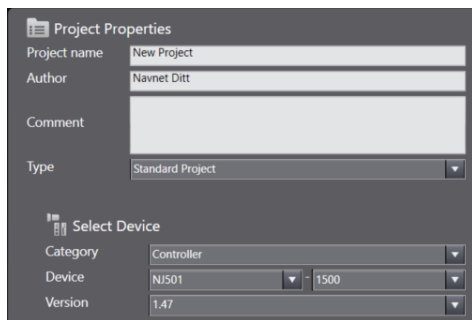 Project Properties
Project name New Project
Author Navnet Ditt
Comment
Type Standard Project
Select Device
Category Controller
Device NJ501 - 1500
Version 1.47